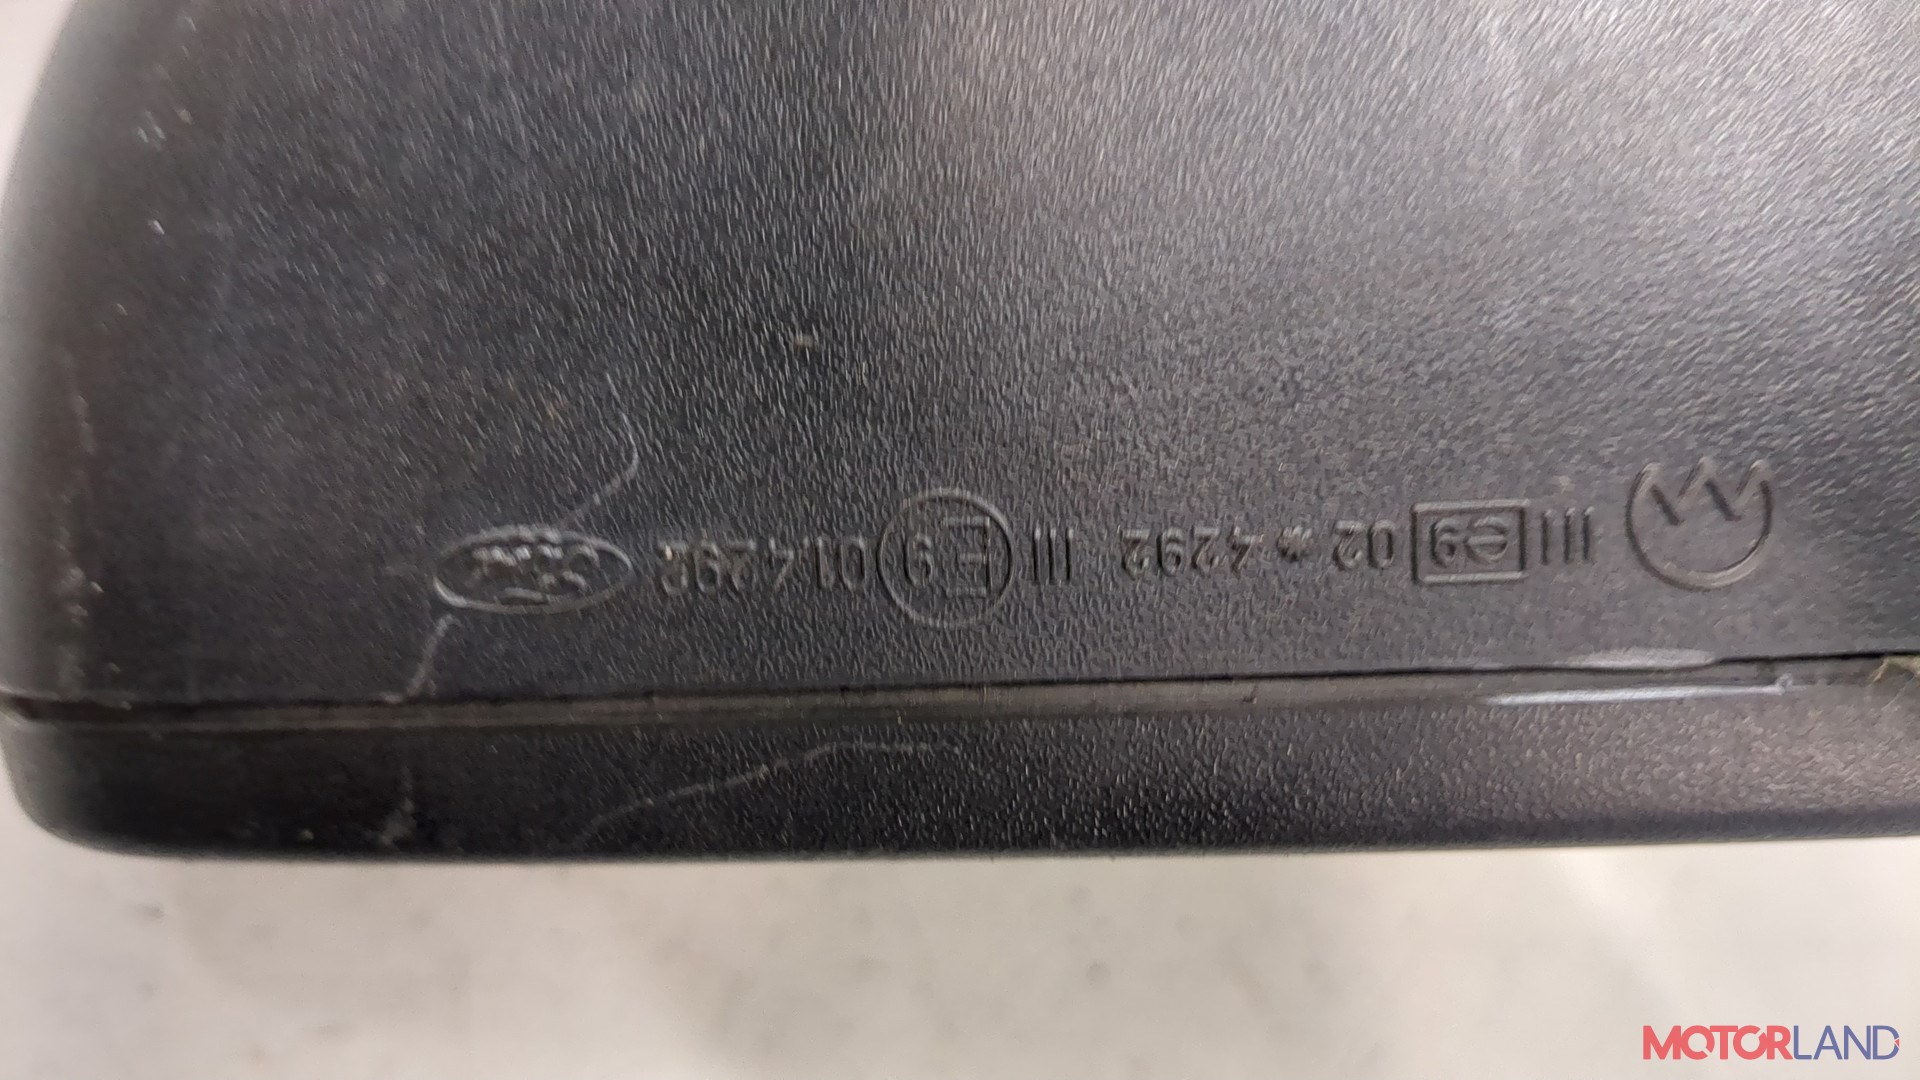 III e9 02 * 4292 III E9 014292 Ford
MOTORLAND